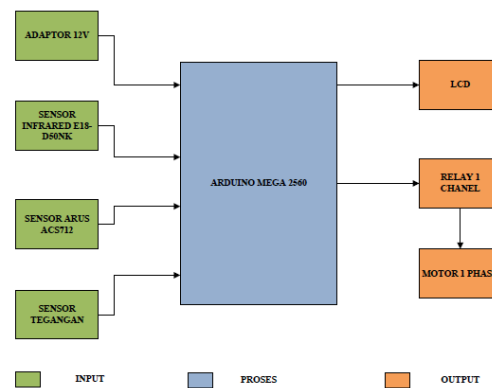 ADAPTOR 12V
SENSOR
INFRARED E18-
D50NK
SENSOR ARUS
ACS712
SENSOR
TEGANGAN
ARDUINO MEGA 2560
LCD
RELAY 1
CHANEL
MOTOR 1 PHAS
INPUT
PROSES
OUTPUT